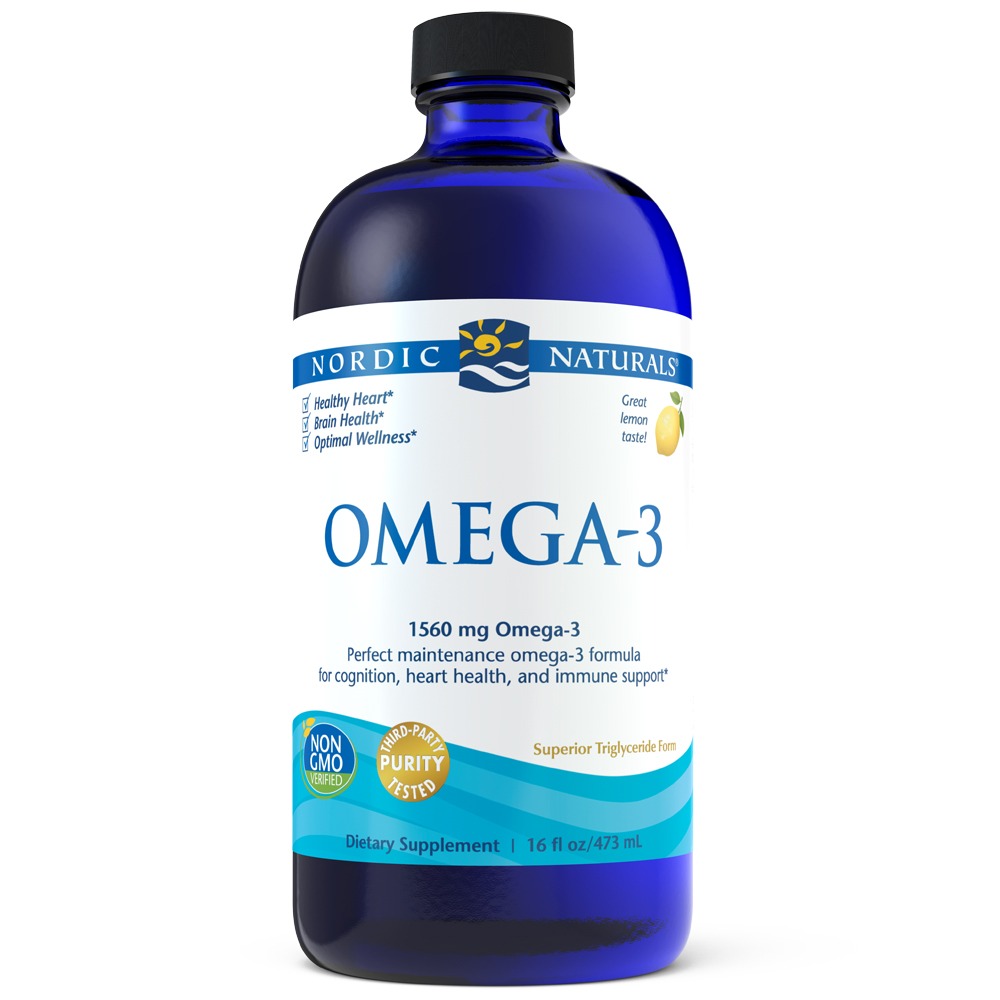 NORDIC NATURALS®
Healthy Heart*
Brain Health*
Optimal Wellness*
Great
lemon
taste!
OMEGA-3
1560 mg Omega-3
Perfect maintenance omega-3 formula
for cognition, heart health, and immune support*
Superior Triglyceride Form
NON
GMO
VERIFIED
THIRD-PARTY
PURITY
TESTED
Dietary Supplement | 16 fl oz/473 mL